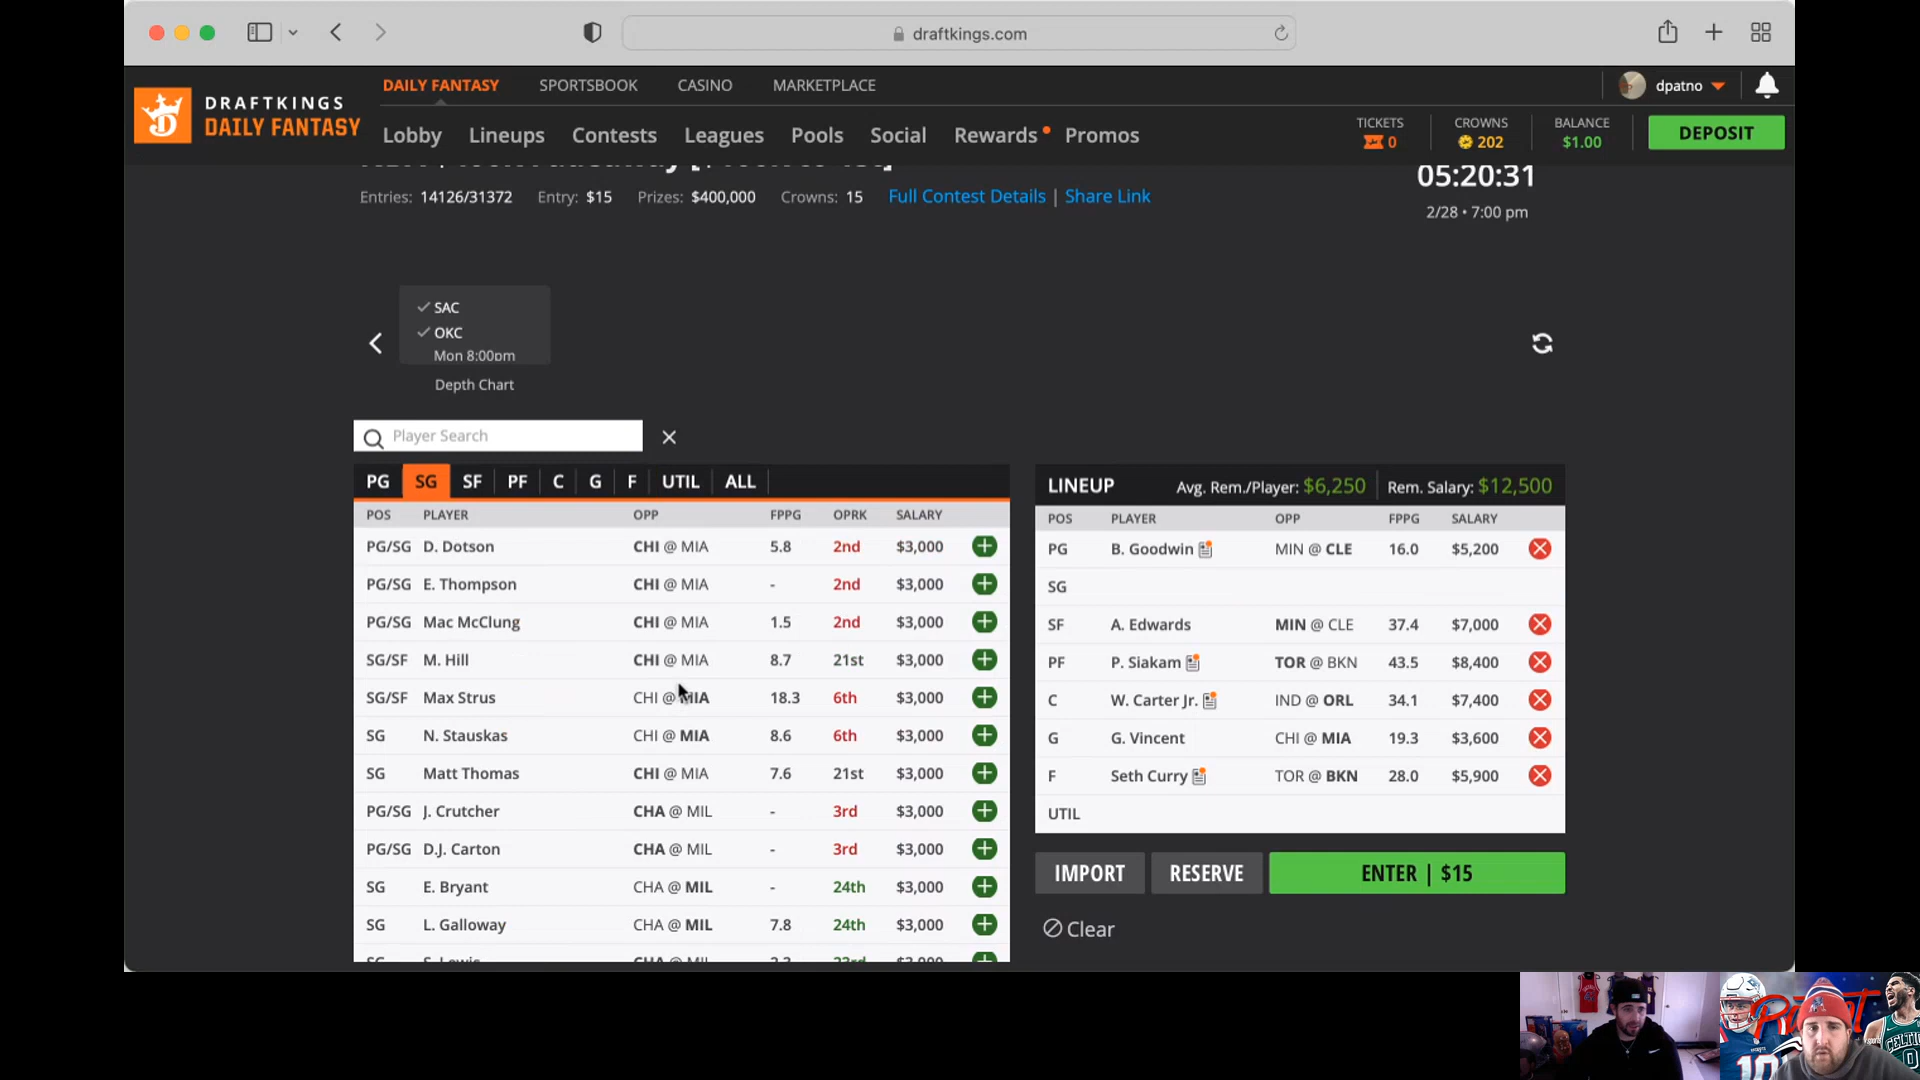 draftkings.com
DRAFTKINGS
DAILY FANTASY
DAILY FANTASY SPORTSBOOK CASINO MARKETPLACE
dpatno
Lobby Lineups Contests Leagues Pools Social Rewards Promos
TICKETS 0
CROWNS 202
BALANCE $1.00
DEPOSIT
Entries: 14126/31372 Entry: $15 Prizes: $400,000 Crowns: 15 Full Contest Details | Share Link
05:20:31
2/28 • 7:00 pm
SAC
OKC
Mon 8:00pm
Depth Chart
Player Search
PG SG SF PF C G F UTIL ALL
POS PLAYER OPP FPPG OPRK SALARY
PG/SG D. Dotson CHI @ MIA 5.8 2nd $3,000
PG/SG E. Thompson CHI @ MIA - 2nd $3,000
PG/SG Mac McClung CHI @ MIA 1.5 2nd $3,000
SG/SF M. Hill CHI @ MIA 8.7 21st $3,000
SG/SF Max Strus CHI @ MIA 18.3 6th $3,000
SG N. Stauskas CHI @ MIA 8.6 6th $3,000
SG Matt Thomas CHI @ MIA 7.6 21st $3,000
PG/SG J. Crutcher CHA @ MIL - 3rd $3,000
PG/SG D.J. Carton CHA @ MIL - 3rd $3,000
SG E. Bryant CHA @ MIL - 24th $3,000
SG L. Galloway CHA @ MIL 7.8 24th $3,000
LINEUP Avg. Rem./Player: $6,250 Rem. Salary: $12,500
POS PLAYER OPP FPPG SALARY
PG B. Goodwin MIN @ CLE 16.0 $5,200
SG
SF A. Edwards MIN @ CLE 37.4 $7,000
PF P. Siakam TOR @ BKN 43.5 $8,400
C W. Carter Jr. IND @ ORL 34.1 $7,400
G G. Vincent CHI @ MIA 19.3 $3,600
F Seth Curry TOR @ BKN 28.0 $5,900
UTIL
IMPORT RESERVE ENTER | $15
Clear